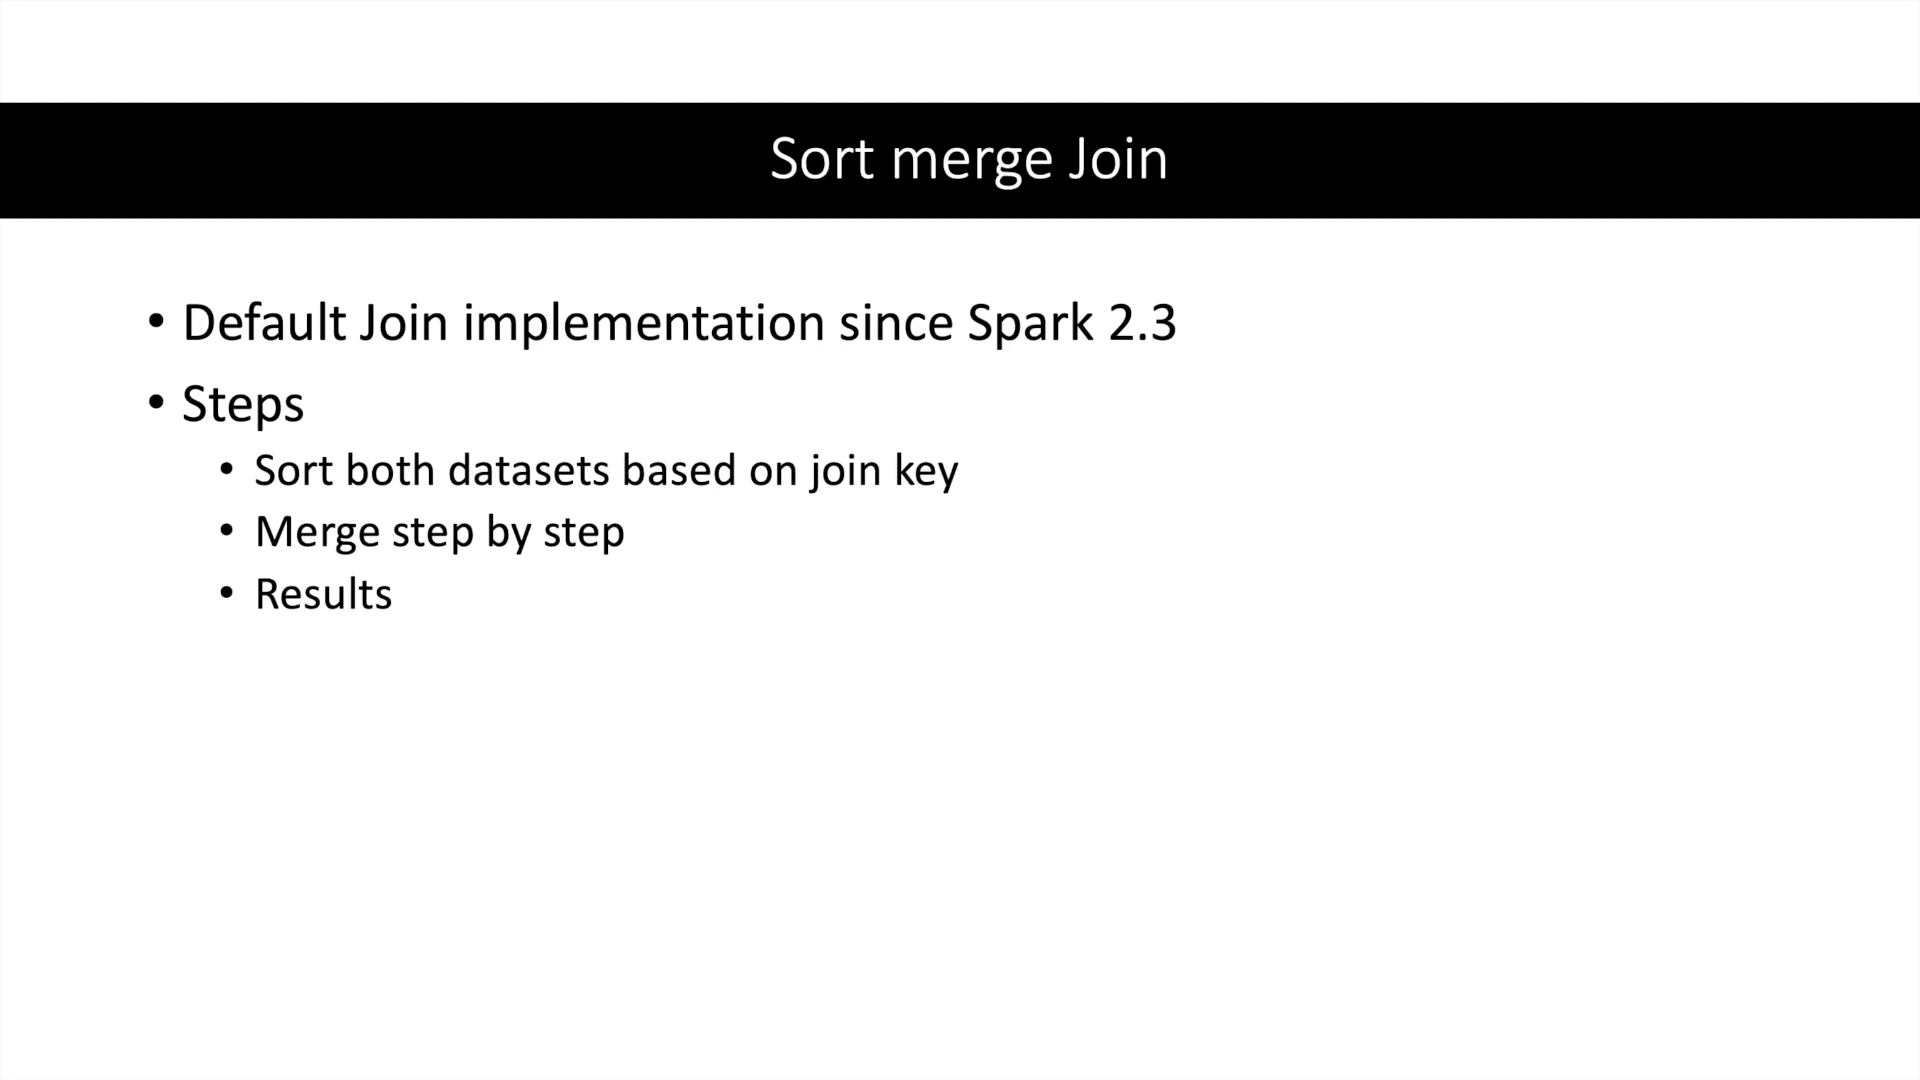 Sort merge Join
• Default Join implementation since Spark 2.3
• Steps
• Sort both datasets based on join key
• Merge step by step
• Results